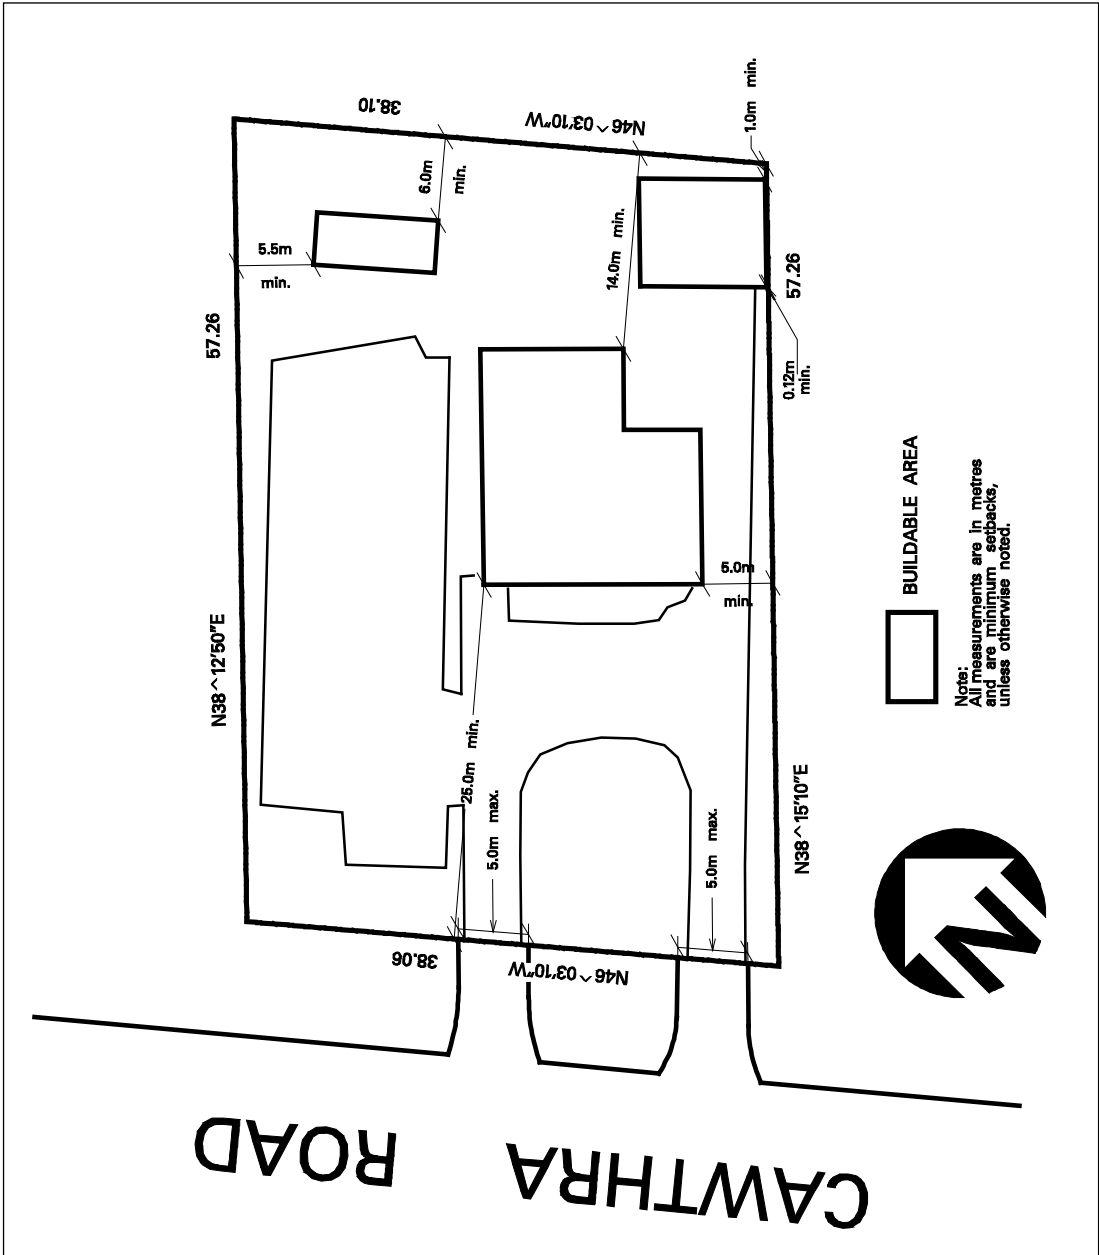 38.10
N46^03'10"W
1.0m min.
6.0m
min.
5.5m
min.
14.0m min.
57.26
57.26
0.12m
min.
BUILDABLE AREA
Note:
All measurements are in metres
and are minimum setbacks,
unless otherwise noted.
5.0m
min.
N38^12'50"E
25.0m min.
5.0m max.
5.0m max.
N38^15'10"E
38.06
N46^03'10"W
N
CAWTHRA ROAD